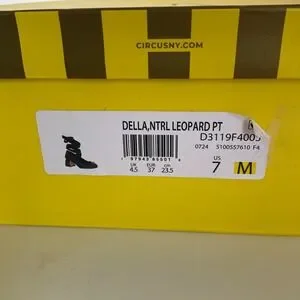 CIRCUSNY.COM
DELLA,NTRL LEOPARD PT
D3119F4005
0724 5100557610 F4
UK EUR cm
4.5 37 23.5
US
7 M